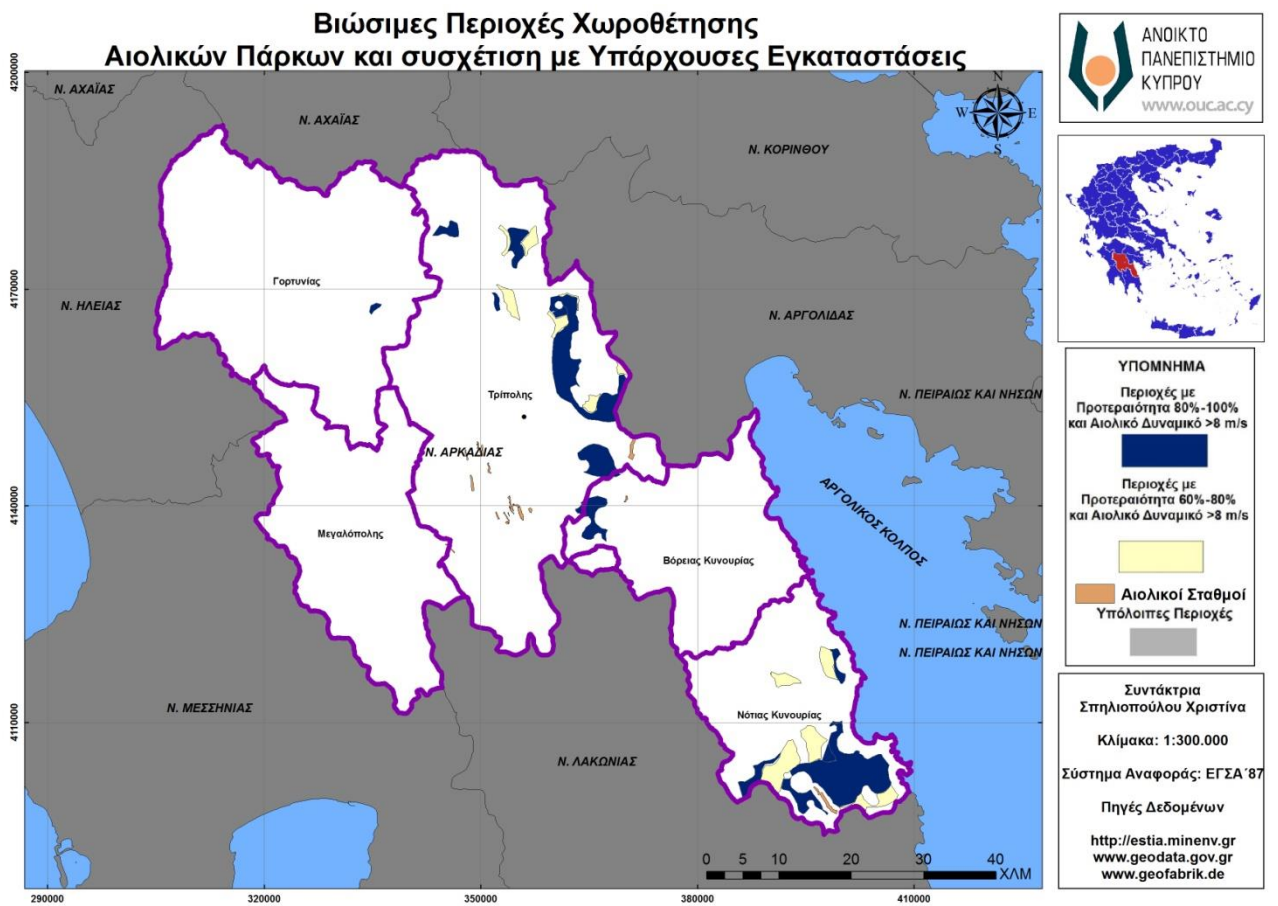 Βιώσιμες Περιοχές Χωροθέτησης
Αιολικών Πάρκων και συσχέτιση με Υπάρχουσες Εγκαταστάσεις
ΑΝΟΙΚΤΟ
ΠΑΝΕΠΙΣΤΗΜΙΟ
ΚΥΠΡΟΥ
www.ouc.ac.cy
4200000
4170000
4140000
4110000
N
W E
S
Ν. ΑΧΑΪΑΣ
Ν. ΑΧΑΪΑΣ
Ν. ΚΟΡΙΝΘΟΥ
Γορτυνίας
Ν. ΗΛΕΙΑΣ
Ν. ΑΡΓΟΛΙΔΑΣ
Ν. ΠΕΙΡΑΙΩΣ ΚΑΙ ΝΗΣΩΝ
Τρίπολης
Ν. ΑΡΚΑΔΙΑΣ
ΑΡΓΟΛΙΚΟΣ ΚΟΛΠΟΣ
Μεγαλόπολης
Βόρειας Κυνουρίας
Ν. ΠΕΙΡΑΙΩΣ ΚΑΙ ΝΗΣΩΝ
Ν. ΠΕΙΡΑΙΩΣ ΚΑΙ ΝΗΣΩΝ
Ν. ΜΕΣΣΗΝΙΑΣ
Νότιας Κυνουρίας
Ν. ΛΑΚΩΝΙΑΣ
0 5 10 20 30 40
ΧΛΜ
290000 320000 350000 380000 410000
ΥΠΟΜΝΗΜΑ
Περιοχές με
Προτεραιότητα 80%-100%
και Αιολικό Δυναμικό >8 m/s
Περιοχές με
Προτεραιότητα 60%-80%
και Αιολικό Δυναμικό >8 m/s
Αιολικοί Σταθμοί
Υπόλοιπες Περιοχές
Συντάκτρια
Σπηλιοπούλου Χριστίνα
Κλίμακα: 1:300.000
Σύστημα Αναφοράς: ΕΓΣΑ΄87
Πηγές Δεδομένων
http://estia.minenv.gr
www.geodata.gov.gr
www.geofabrik.de